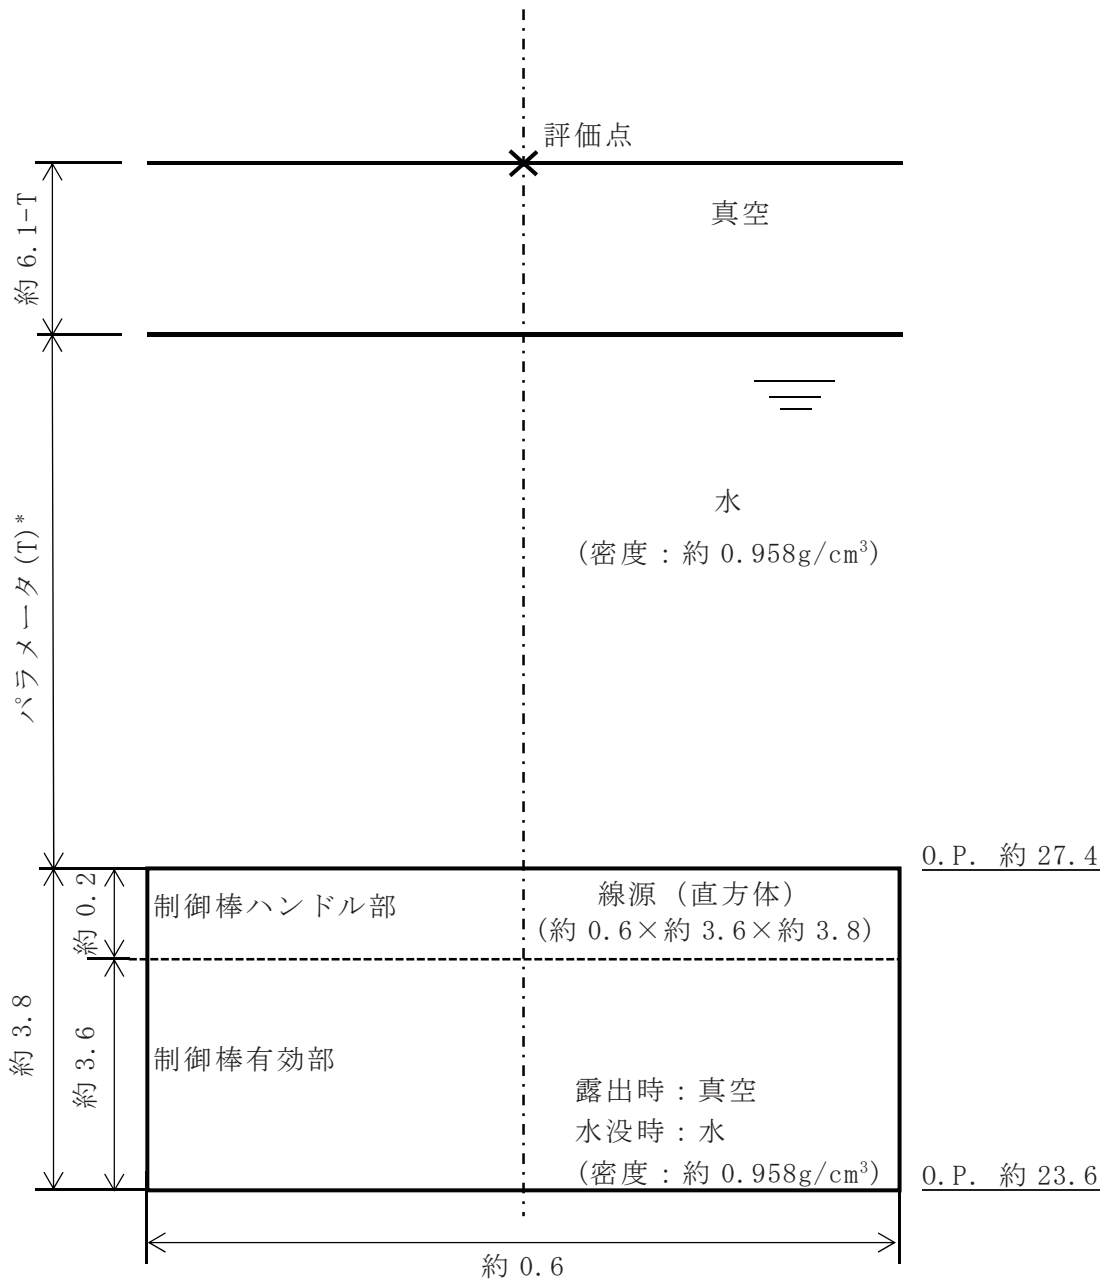 評価点
真空
約 6.1-T
水
(密度：約 0.958g/cm³)
パラメータ(T)*
O.P. 約 27.4
約 0.2
制御棒ハンドル部
線源（直方体）
(約 0.6×約 3.6×約 3.8)
約 3.8
約 3.6
制御棒有効部
露出時：真空
水没時：水
(密度：約 0.958g/cm³)
O.P. 約 23.6
約 0.6